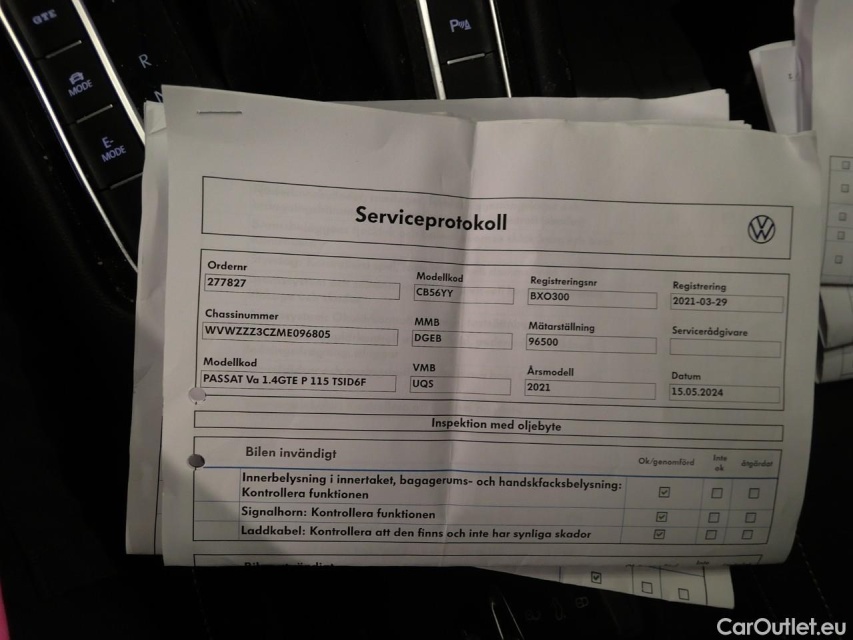 GTE
MODE
E-
MODE
R
P
Serviceprotokoll
Ordernr
277827
Modellkod
CB56YY
Registreringsnr
BXO300
Registrering
2021-03-29
Chassinummer
WVWZZZ3CZME096805
MMB
DGEB
Mätarställning
96500
Servicerådgivare
Modellkod
PASSAT Va 1.4GTE P 115 TSID6F
VMB
UQS
Årsmodell
2021
Datum
15.05.2024
Inspektion med oljebyte
Bilen invändigt
Ok/genomförd
Inte
ok
åtgärdat
Innerbelysning i innertaket, bagagerums- och handskfacksbelysning:
Kontrollera funktionen
Signalhorn: Kontrollera funktionen
Laddkabel: Kontrollera att den finns och inte har synliga skador
CarOutlet.eu